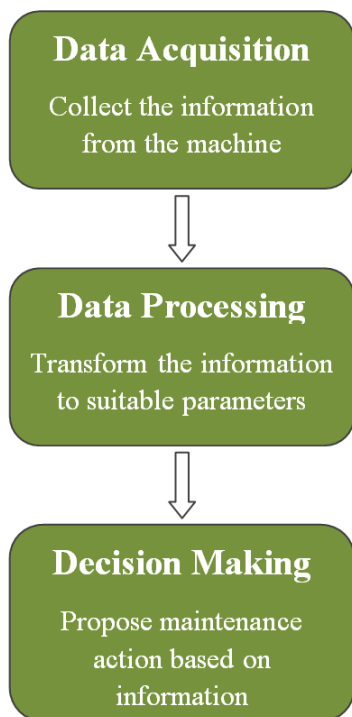 Data Acquisition
Collect the information
from the machine
Data Processing
Transform the information
to suitable parameters
Decision Making
Propose maintenance
action based on
information